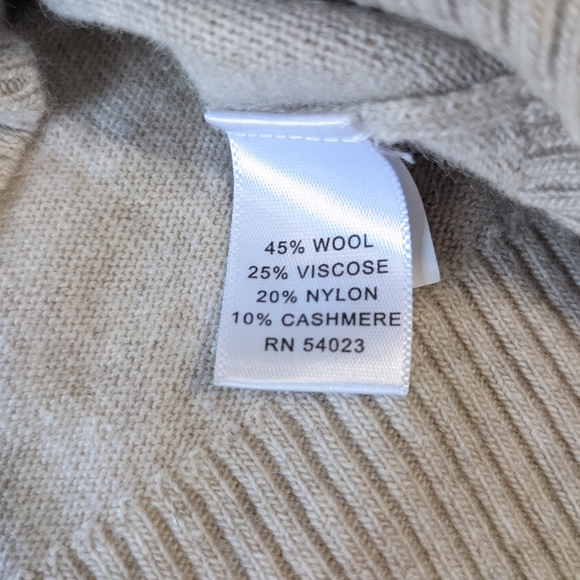 45% WOOL
25% VISCOSE
20% NYLON
10% CASHMERE
RN 54023